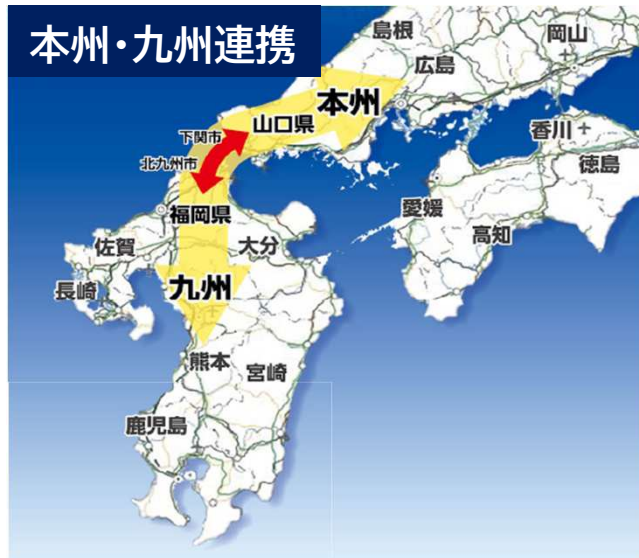 本州・九州連携
島根
岡山
広島
本州
山口県
下関市
香川
北九州市
徳島
愛媛
福岡県
高知
佐賀
大分
九州
長崎
熊本
宮崎
鹿児島